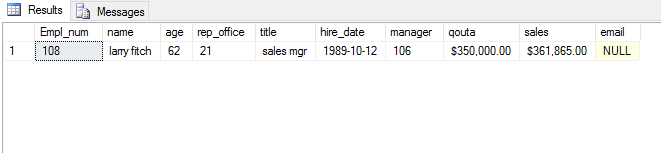 Results Messages
Empl_num name age rep_office title hire_date manager qouta sales email
1 108 larry fitch 62 21 sales mgr 1989-10-12 106 $350,000.00 $361,865.00 NULL